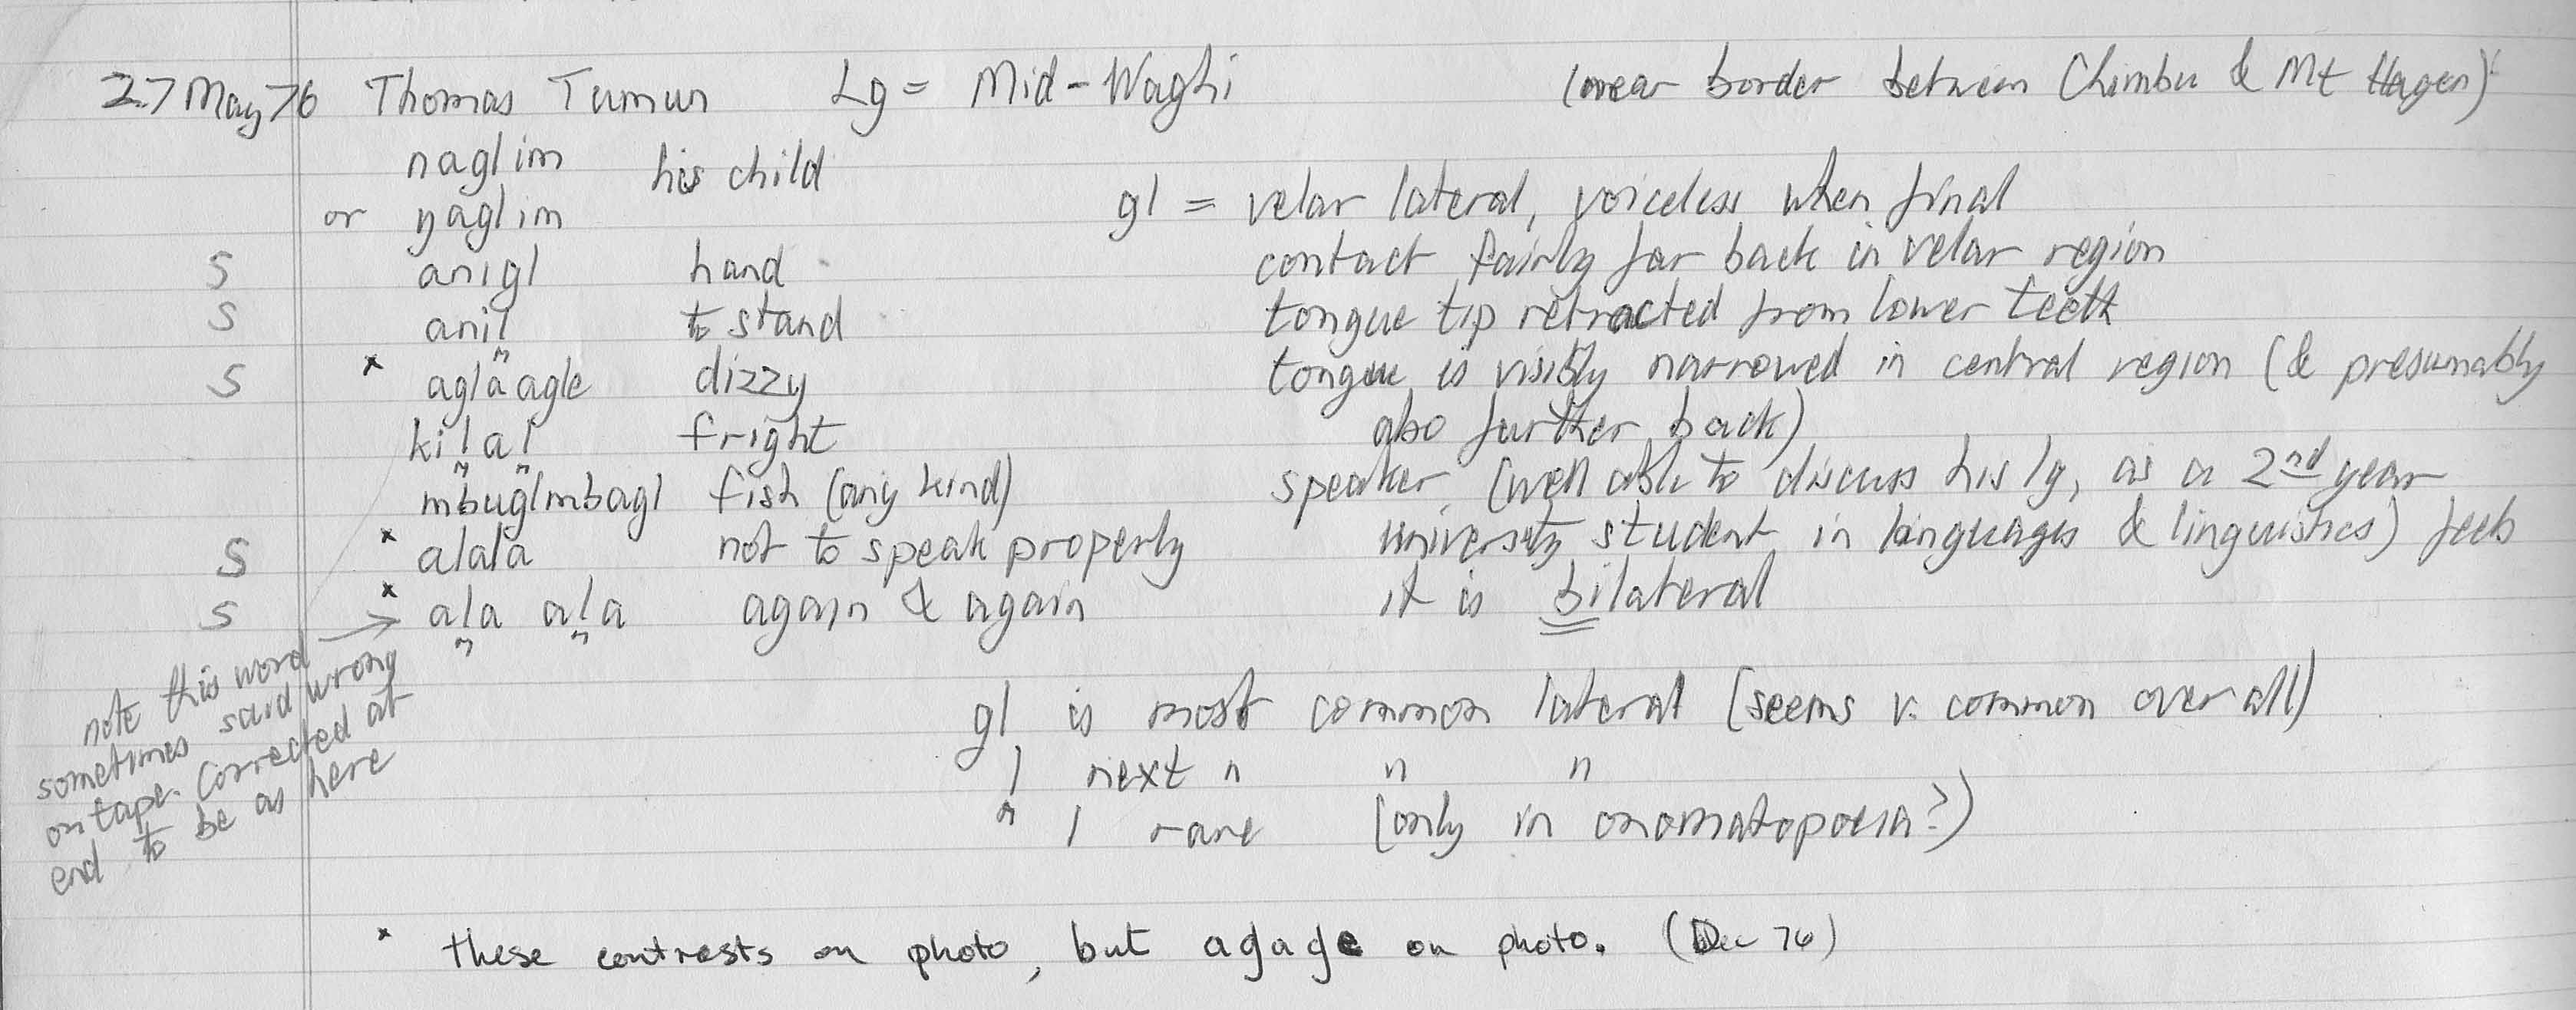 27 May 76 Thomas Tumun Lg = Mid-Waghi (near border between Chimbu & Mt Hagen)
naglim his child
or ŋaglim
gl = velar lateral, voiceless when final
S anigl hand
contact fairly far back in velar region
S anil̪ to stand
tongue tip retracted from lower teeth
S x aglaagle dizzy
tongue is visibly narrowed in central region (& presumably
also further back)
kil̪al̪ fright
mbuglmbagl fish (any kind)
speaker (well able to discuss his lg, as a 2nd year
university student in languages & linguistics) feels
it is bilateral
S x alala not to speak properly
S x al̪a al̪a again & again
note this word →
sometimes said wrong
on tape. Corrected at
end to be as here
gl is most common lateral (seems v. common over all)
l next " " "
l rare (only in onomatopoeia?)
x these contrasts on photo, but agage on photo. (Dec 76)